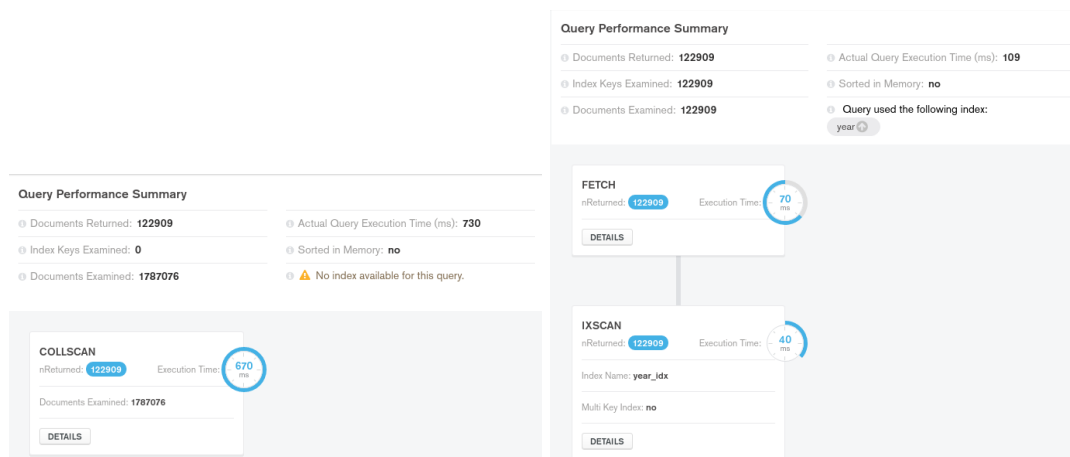 Query Performance Summary
Documents Returned: 122909
Actual Query Execution Time (ms): 730
Index Keys Examined: 0
Sorted in Memory: no
Documents Examined: 1787076
No index available for this query.
COLLSCAN
nReturned: 122909
Execution Time:
670
ms
Documents Examined: 1787076
DETAILS
Query Performance Summary
Documents Returned: 122909
Actual Query Execution Time (ms): 109
Index Keys Examined: 122909
Sorted in Memory: no
Documents Examined: 122909
Query used the following index:
year
FETCH
nReturned: 122909
Execution Time:
70
ms
DETAILS
IXSCAN
nReturned: 122909
Execution Time:
40
ms
Index Name: year_idx
Multi Key Index: no
DETAILS